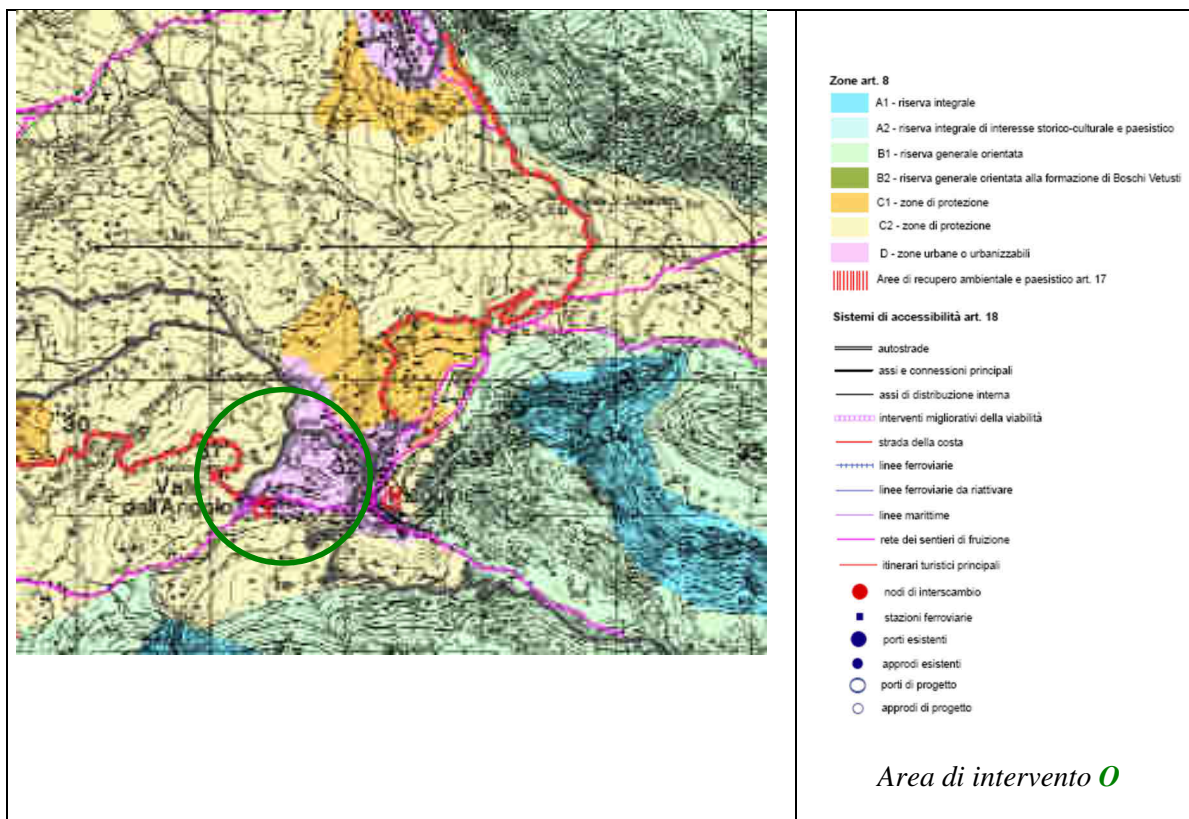 30
dall'Angolo
Zone art. 8
A1 - riserva integrale
A2 - riserva integrale di interesse storico-culturale e paesistico
B1 - riserva generale orientata
B2 - riserva generale orientata alla formazione di Boschi Vetusti
C1 - zone di protezione
C2 - zone di protezione
D - zone urbane o urbanizzabili
Aree di recupero ambientale e paesistico art. 17
Sistemi di accessibilità art. 18
autostrade
assi e connessioni principali
assi di distribuzione interna
interventi migliorativi della viabilità
strada della costa
linee ferroviarie
linee ferroviarie da riattivare
linee marittime
rete dei sentieri di fruizione
itinerari turistici principali
nodi di interscambio
stazioni ferroviarie
porti esistenti
approdi esistenti
porti di progetto
approdi di progetto
Area di intervento O